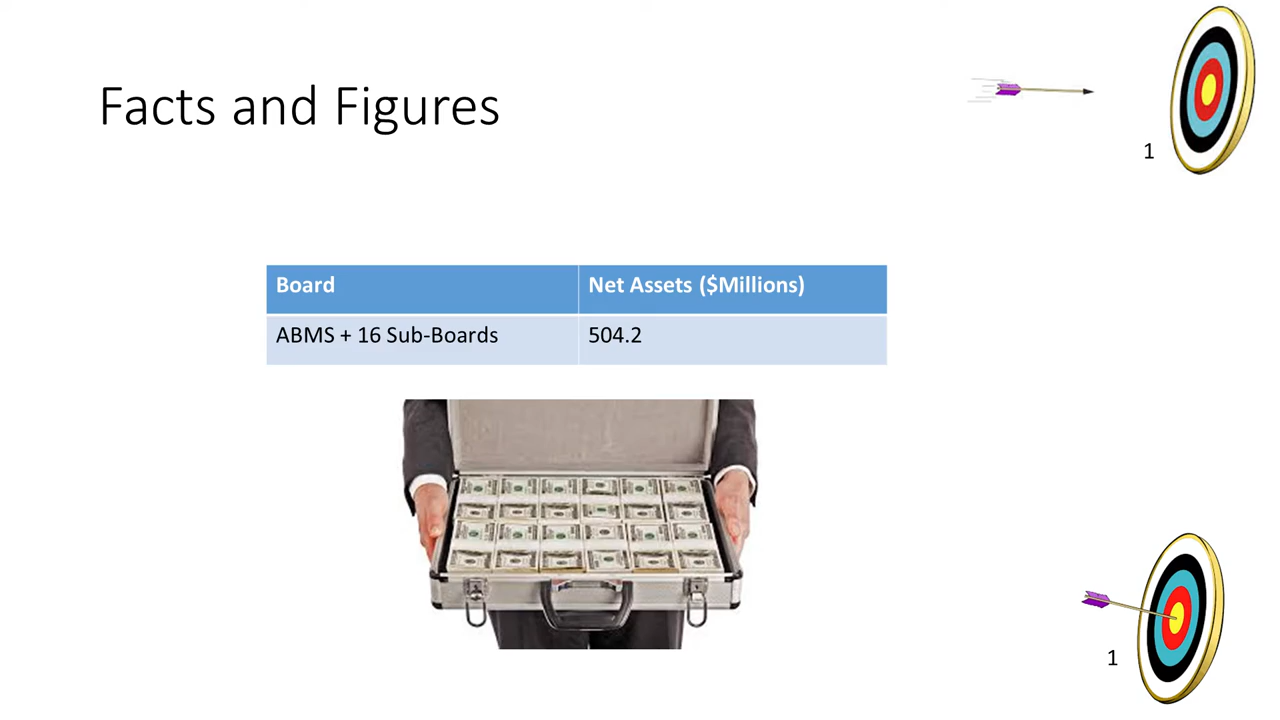 Facts and Figures
1
Board Net Assets ($Millions)
ABMS + 16 Sub-Boards 504.2
1